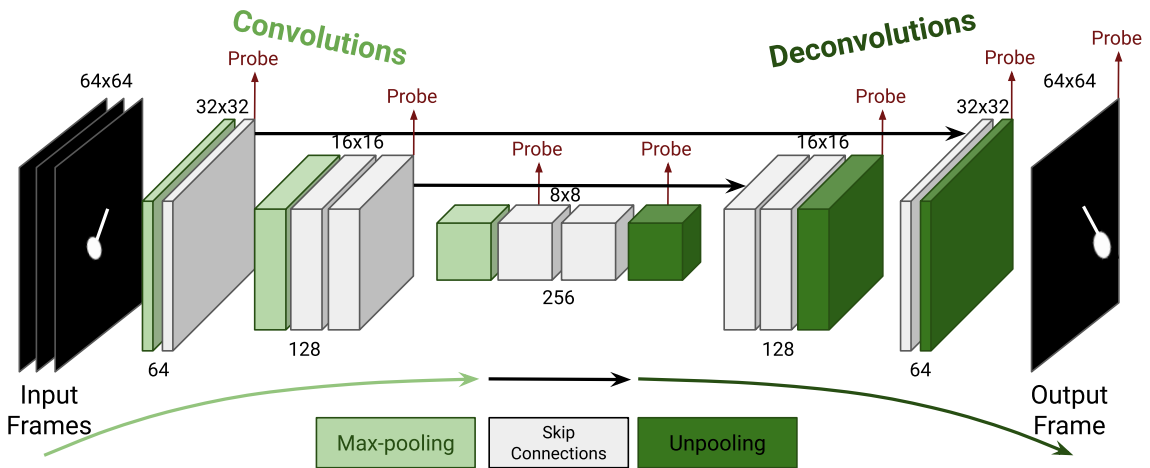 Convolutions
Deconvolutions
Probe
Probe
Probe
Probe
Probe
Probe
Probe
64x64
32x32
16x16
8x8
16x16
32x32
64x64
64
128
256
128
64
Input
Frames
Output
Frame
Max-pooling
Skip
Connections
Unpooling